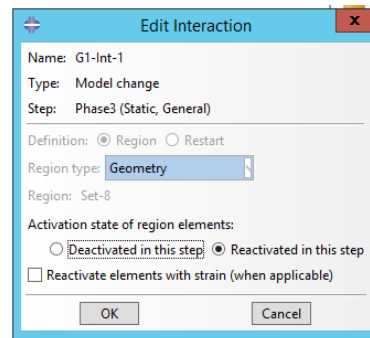 Edit Interaction
x
Name: G1-Int-1
Type: Model change
Step: Phase3 (Static, General)
Definition: Region Restart
Region type: Geometry
Region: Set-8
Activation state of region elements:
Deactivated in this step Reactivated in this step
Reactivate elements with strain (when applicable)
OK Cancel